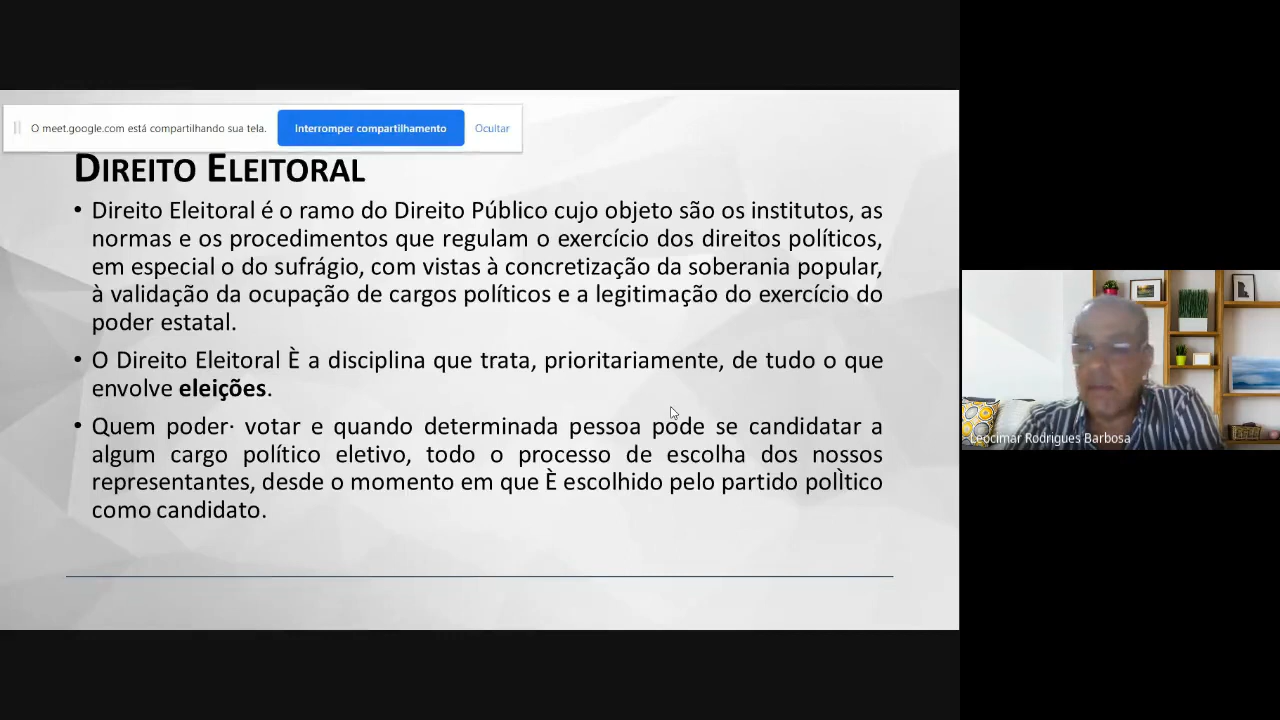 O meet.google.com está compartilhando sua tela.
Interromper compartilhamento
Ocultar
DIREITO ELEITORAL
• Direito Eleitoral é o ramo do Direito Público cujo objeto são os institutos, as
normas e os procedimentos que regulam o exercício dos direitos políticos,
em especial o do sufrágio, com vistas à concretização da soberania popular,
à validação da ocupação de cargos políticos e a legitimação do exercício do
poder estatal.
• O Direito Eleitoral È a disciplina que trata, prioritariamente, de tudo o que
envolve eleições.
• Quem poder· votar e quando determinada pessoa pode se candidatar a
algum cargo político eletivo, todo o processo de escolha dos nossos
representantes, desde o momento em que È escolhido pelo partido polÌtico
como candidato.
Leocimar Rodrigues Barbosa